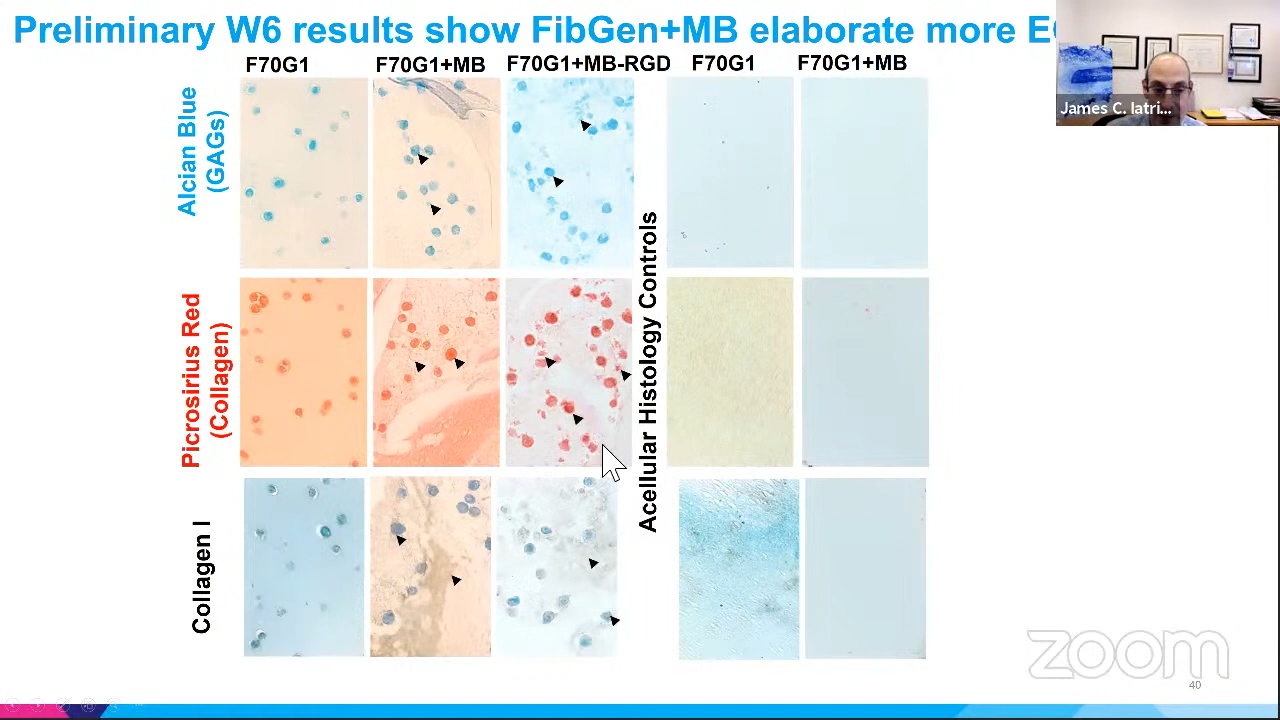 Preliminary W6 results show FibGen+MB elaborate more E
F70G1
F70G1+MB
F70G1+MB-RGD
F70G1
F70G1+MB
James C. Iatri...
Alcian Blue
(GAGs)
Picrosirius Red
(Collagen)
Collagen I
Acellular Histology Controls
zoom
40